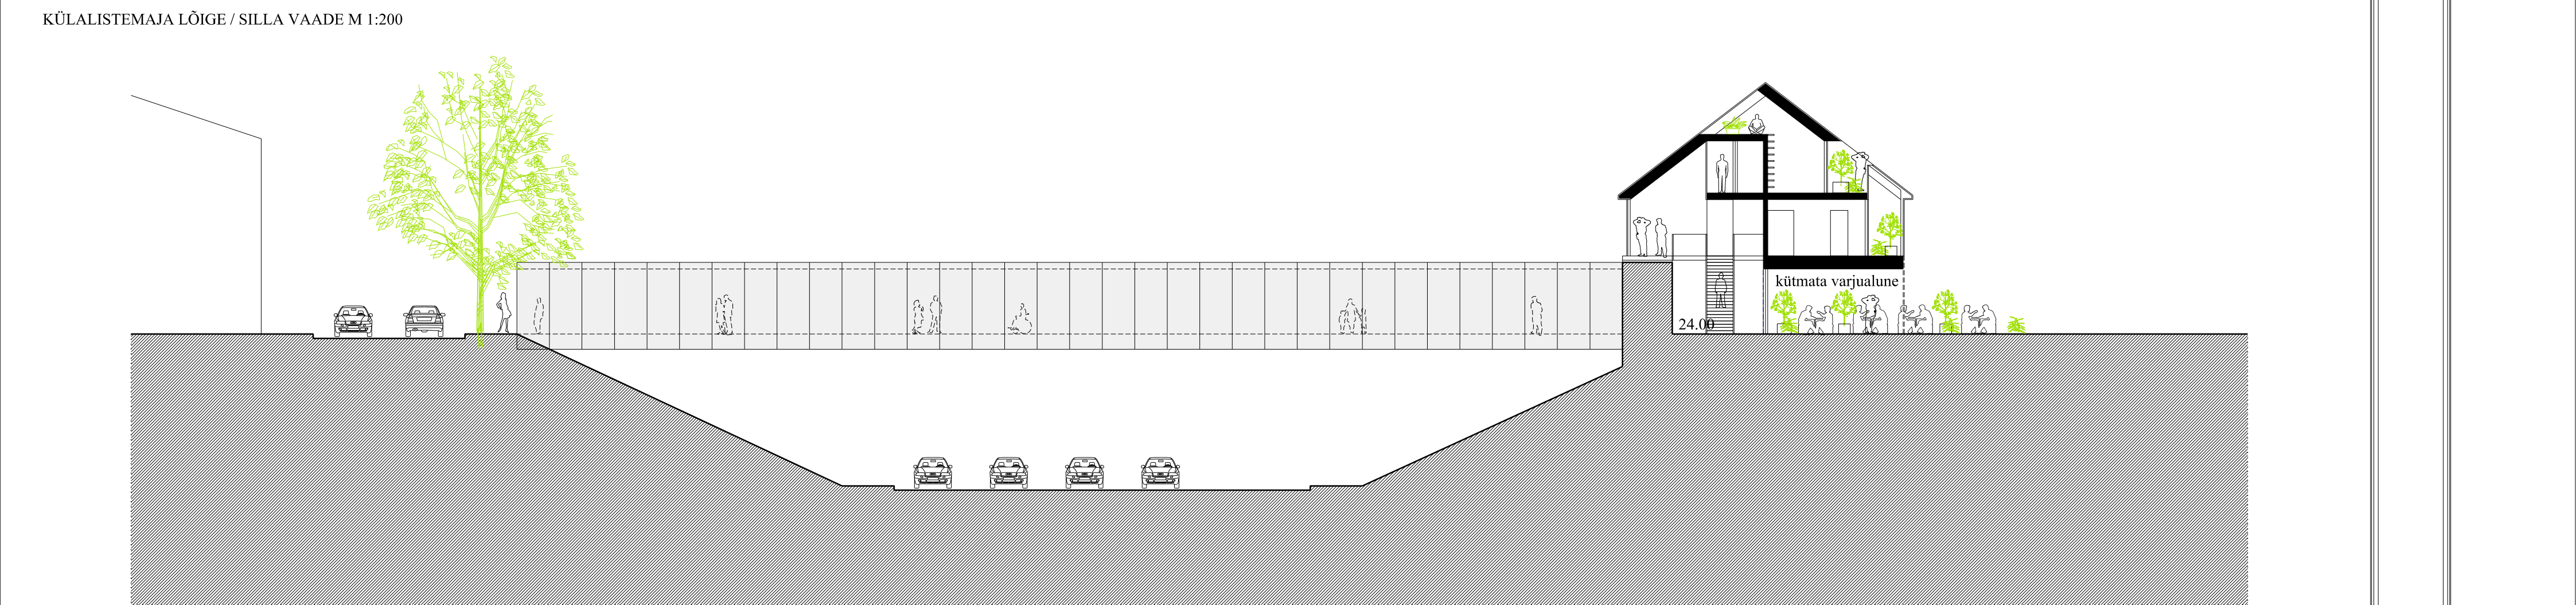 KÜLALISTEMAJA LÕIGE / SILLA VAADE M 1:200
kütmata varjualune
24.00